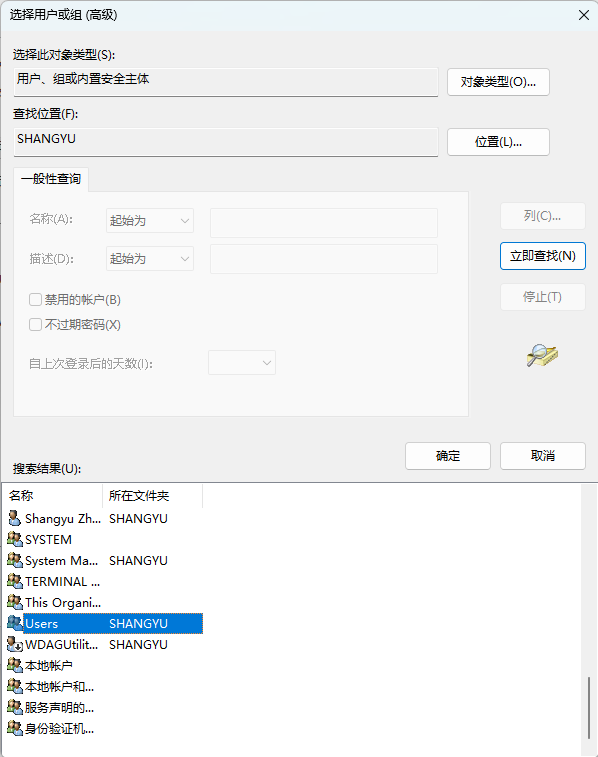 选择用户或组 (高级)
选择此对象类型(S):
用户、组或内置安全主体
对象类型(O)...
查找位置(F):
SHANGYU
位置(L)...
一般性查询
名称(A): 起始为
描述(D): 起始为
禁用的帐户(B)
不过期密码(X)
自上次登录后的天数(I):
列(C)...
立即查找(N)
停止(T)
确定 取消
搜索结果(U):
名称 所在文件夹
Shangyu Zh... SHANGYU
SYSTEM
System Ma... SHANGYU
TERMINAL ...
This Organi...
Users SHANGYU
WDAGUtilit... SHANGYU
本地帐户
本地帐户和...
服务声明的...
身份验证机...